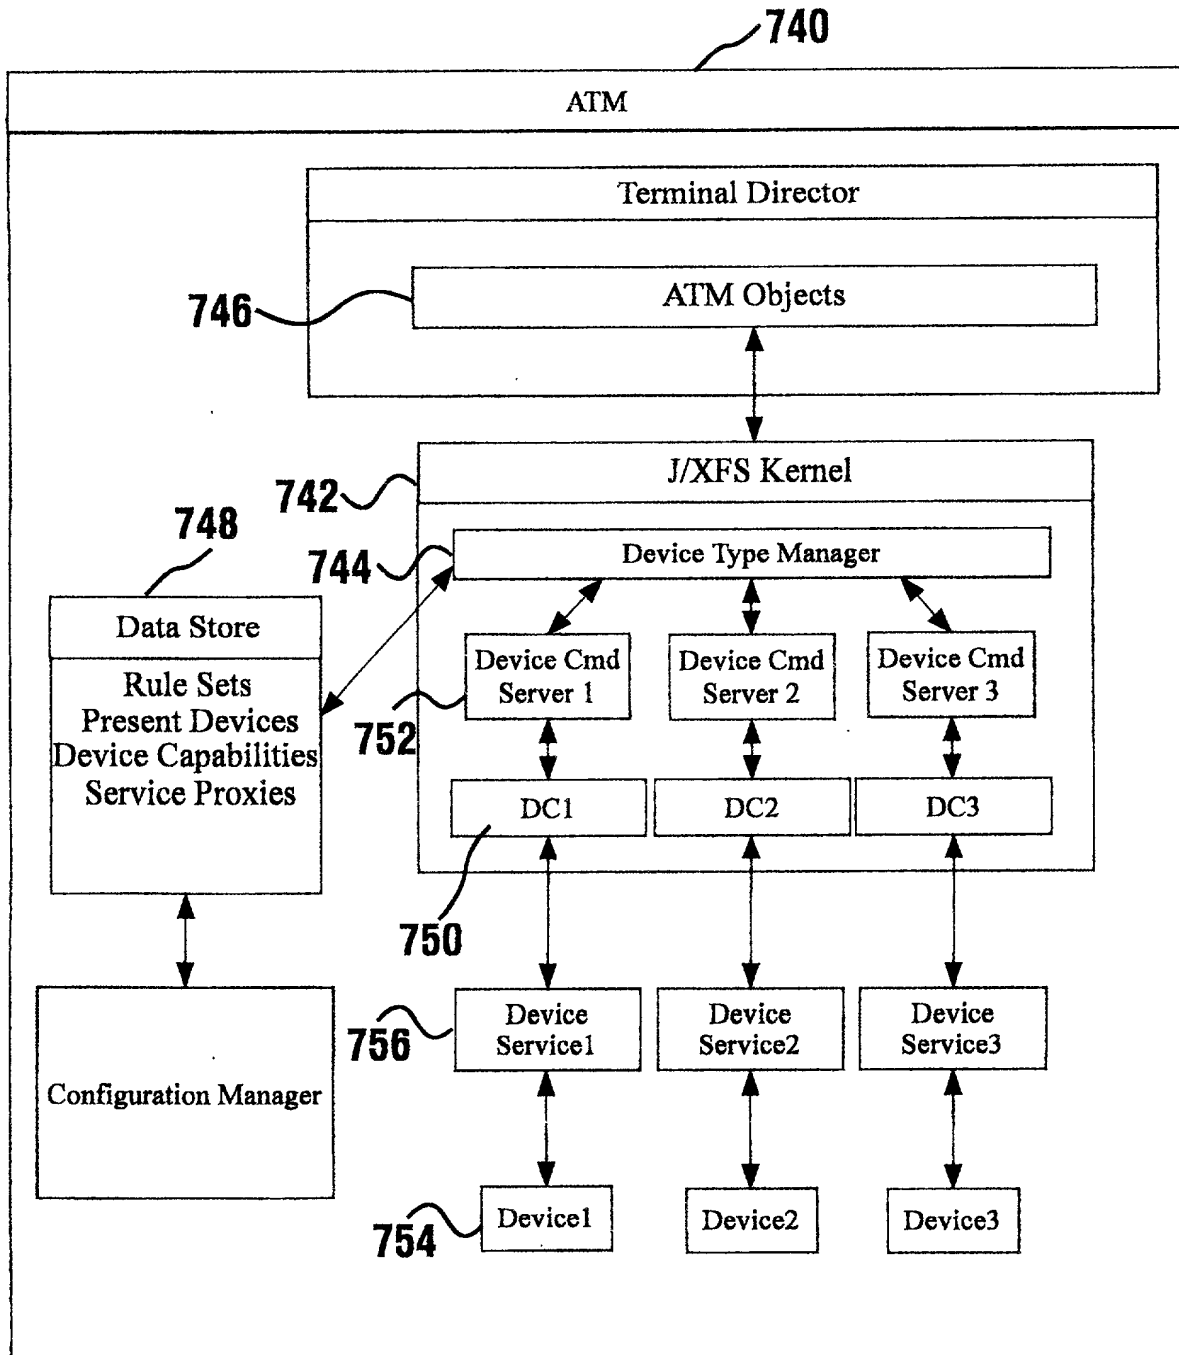 740
ATM
Terminal Director
746
ATM Objects
742
J/XFS Kernel
748
744
Device Type Manager
Data Store
Rule Sets
Present Devices
Device Capabilities
Service Proxies
752
Device Cmd
Server 1
Device Cmd
Server 2
Device Cmd
Server 3
DC1
DC2
DC3
750
Configuration Manager
756
Device
Service1
Device
Service2
Device
Service3
754
Device1
Device2
Device3